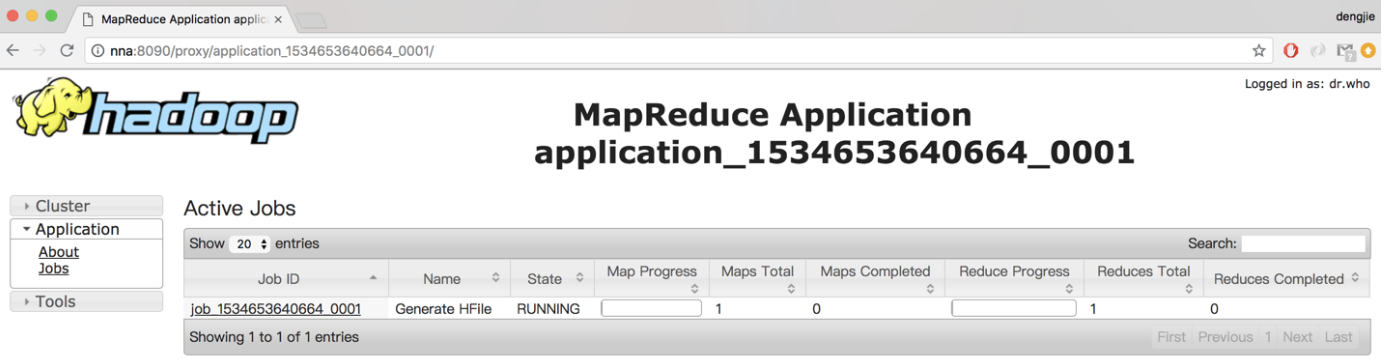 MapReduce Application applic
dengjie
nna:8090/proxy/application_1534653640664_0001/
Logged in as: dr.who
hadoop
MapReduce Application
application_1534653640664_0001
Cluster
Application
About
Jobs
Tools
Active Jobs
Show 20 entries Search:
Job ID Name State Map Progress Maps Total Maps Completed Reduce Progress Reduces Total Reduces Completed
job_1534653640664_0001 Generate HFile RUNNING 1 0 1 0
Showing 1 to 1 of 1 entries First Previous 1 Next Last